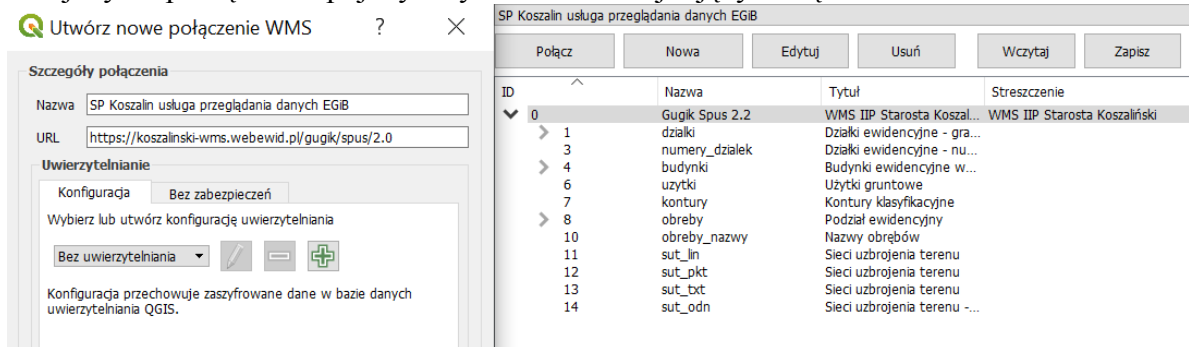 Utwórz nowe połączenie WMS ? ×
Szczegóły połączenia
Nazwa SP Koszalin usługa przeglądania danych EGiB
URL https://koszalinski-wms.webewid.pl/gugik/spus/2.0
Uwierzytelnianie
Konfiguracja Bez zabezpieczeń
Wybierz lub utwórz konfigurację uwierzytelniania
Bez uwierzytelniania
Konfiguracja przechowuje zaszyfrowane dane w bazie danych
uwierzytelniania QGIS.
SP Koszalin usługa przeglądania danych EGiB
Połącz Nowa Edytuj Usuń Wczytaj Zapisz
ID Nazwa Tytuł Streszczenie
0 Gugik Spus 2.2 WMS IIP Starosta Koszal... WMS IIP Starosta Koszaliński
1 dzialki Działki ewidencyjne - gra...
3 numery_dzialek Działki ewidencyjne - nu...
4 budynki Budynki ewidencyjne w...
6 uzytki Użytki gruntowe
7 kontury Kontury klasyfikacyjne
8 obreby Podział ewidencyjny
10 obreby_nazwy Nazwy obrębów
11 sut_lin Sieci uzbrojenia terenu
12 sut_pkt Sieci uzbrojenia terenu
13 sut_txt Sieci uzbrojenia terenu
14 sut_odn Sieci uzbrojenia terenu -...